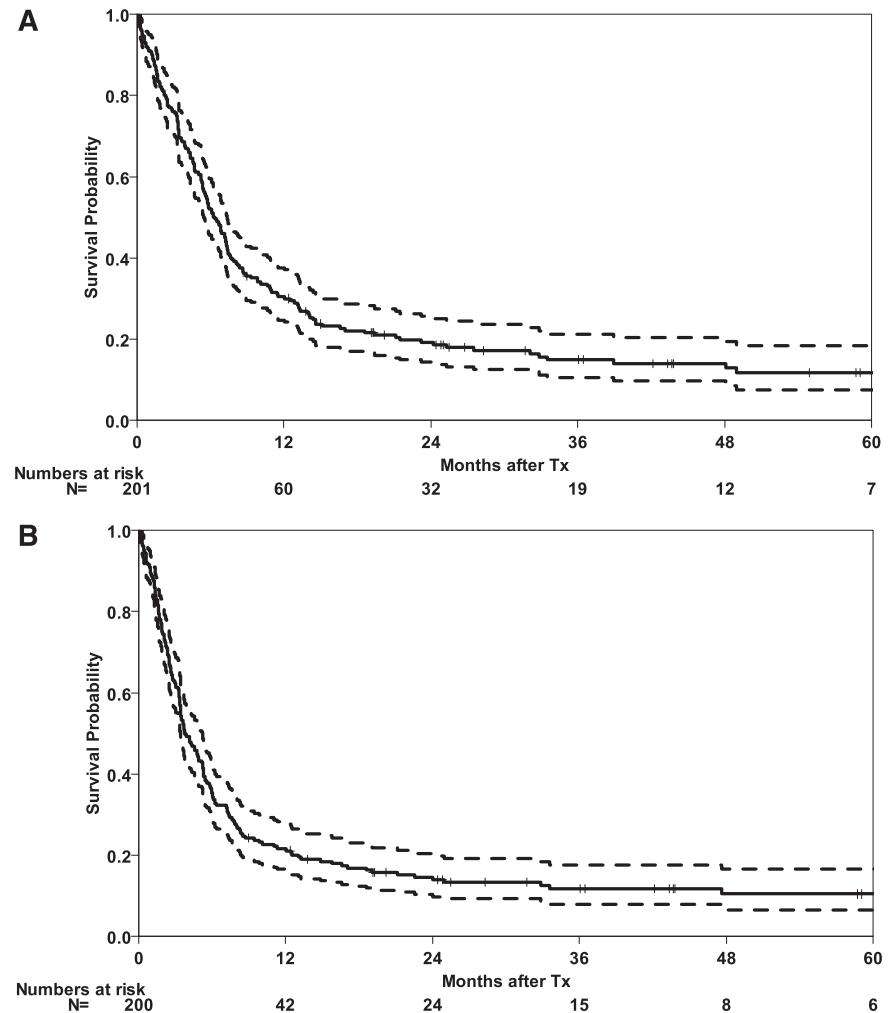 A
Survival Probability
1.0
0.8
0.6
0.4
0.2
0.0
0 12 24 36 48 60
Months after Tx
Numbers at risk
N= 201 60 32 19 12 7
B
Survival Probability
1.0
0.8
0.6
0.4
0.2
0.0
0 12 24 36 48 60
Months after Tx
Numbers at risk
N= 200 42 24 15 8 6